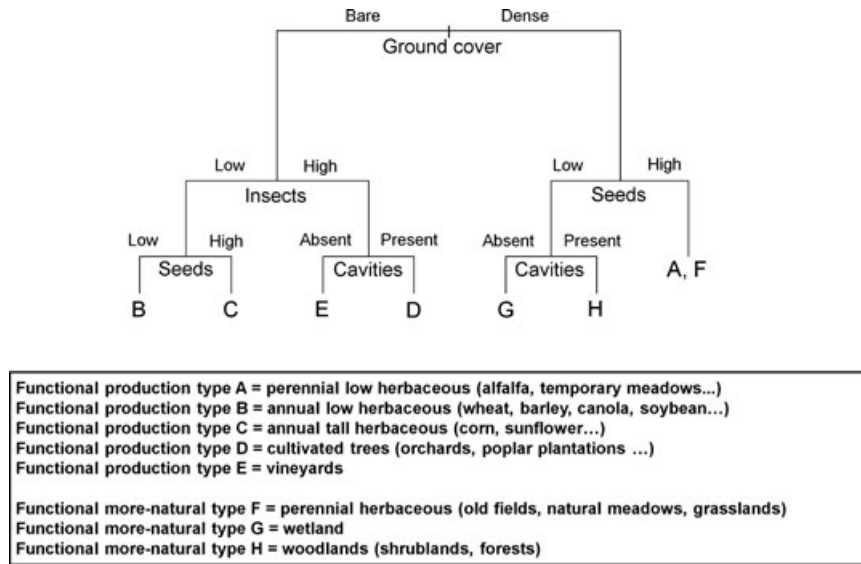 Bare Dense
Ground cover
Low High Low High
Insects Seeds
Low High Absent Present Absent Present
Seeds Cavities Cavities A, F
B C E D G H
Functional production type A = perennial low herbaceous (alfalfa, temporary meadows...)
Functional production type B = annual low herbaceous (wheat, barley, canola, soybean…)
Functional production type C = annual tall herbaceous (corn, sunflower…)
Functional production type D = cultivated trees (orchards, poplar plantations …)
Functional production type E = vineyards
Functional more-natural type F = perennial herbaceous (old fields, natural meadows, grasslands)
Functional more-natural type G = wetland
Functional more-natural type H = woodlands (shrublands, forests)